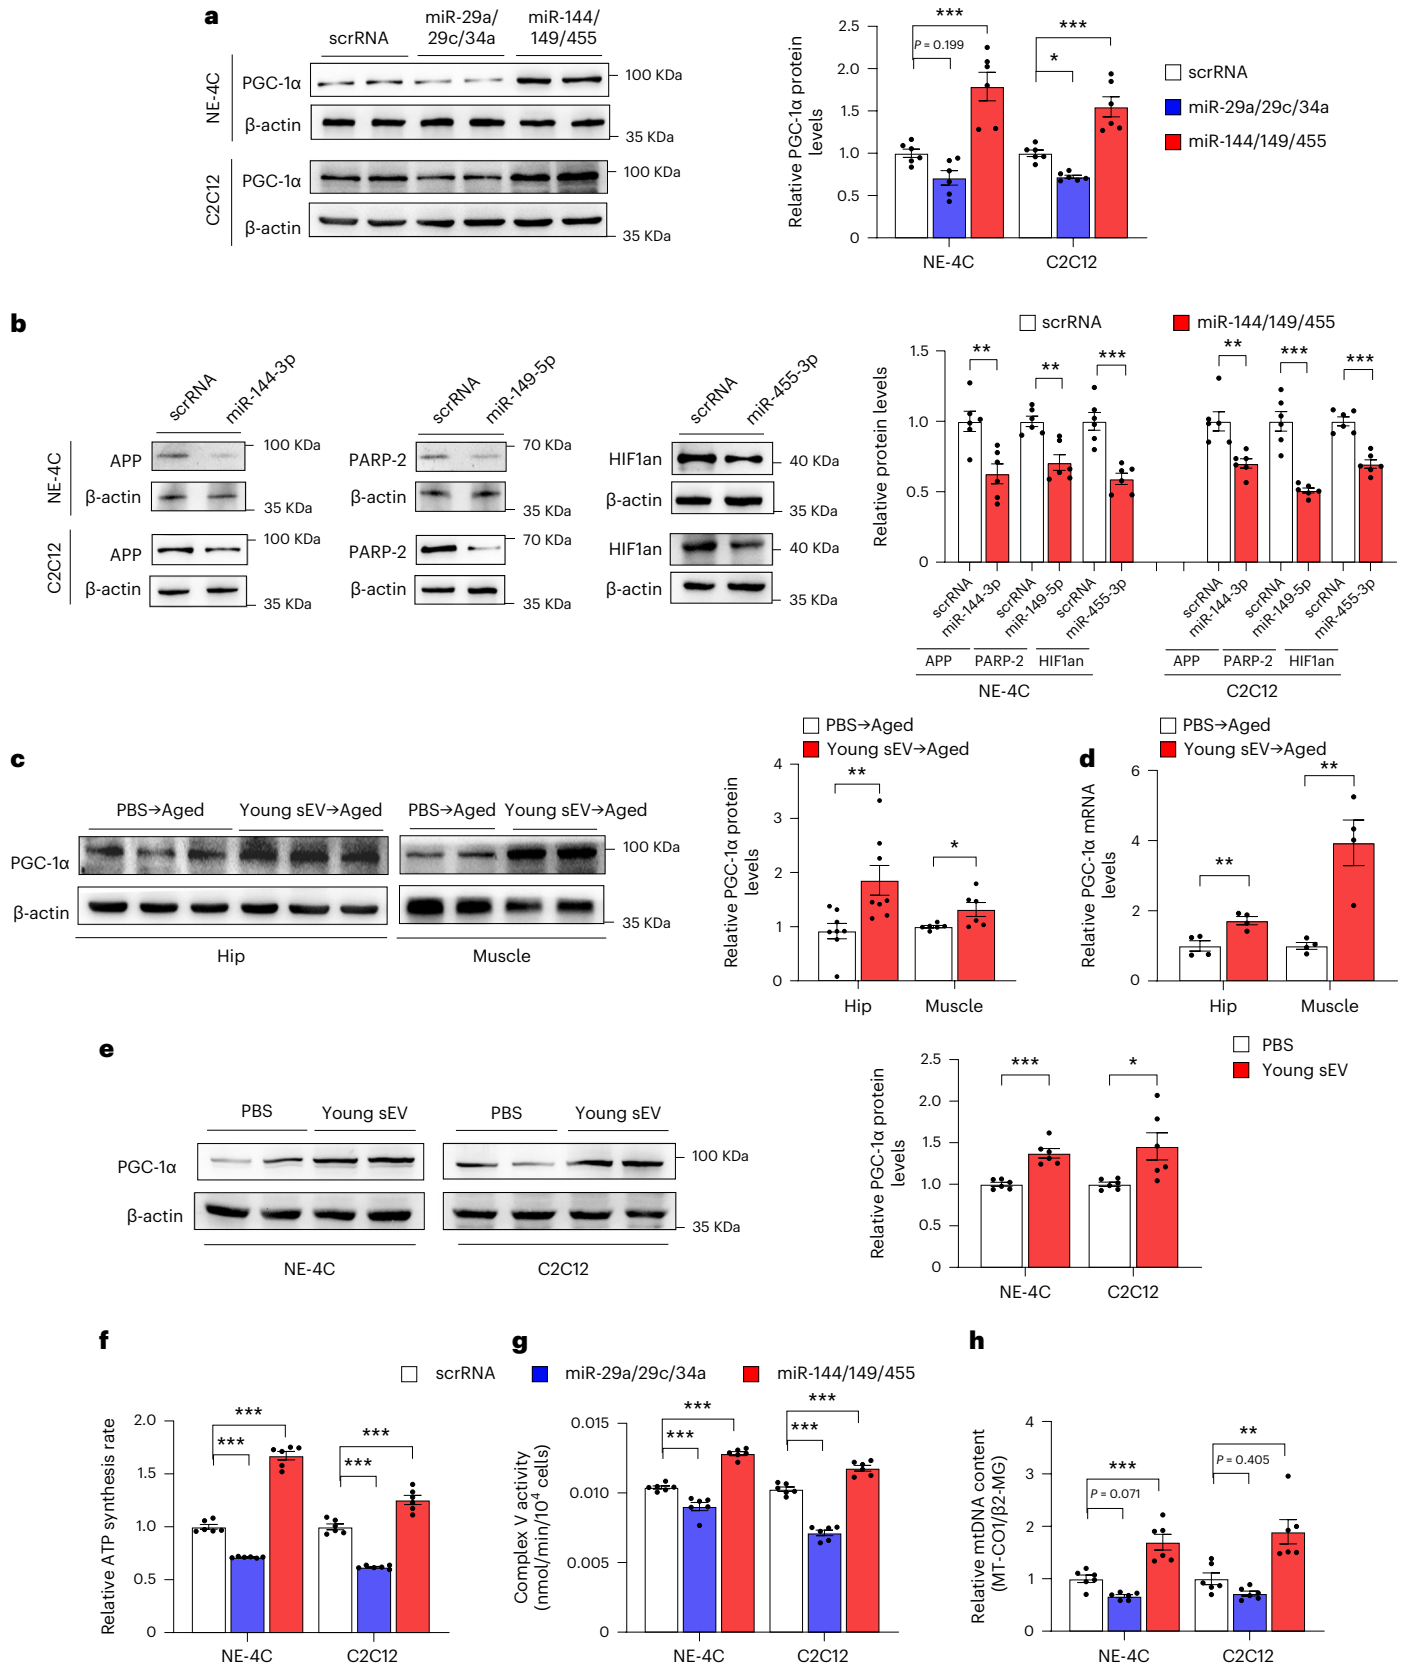 a
scrRNA
miR-29a/
29c/34a
miR-144/
149/455
NE-4C
PGC-1α
100 KDa
β-actin
35 KDa
C2C12
PGC-1α
100 KDa
β-actin
35 KDa
Relative PGC-1α protein
levels
2.5
2.0
1.5
1.0
0.5
0
P = 0.199
***
*
***
NE-4C
C2C12
scrRNA
miR-29a/29c/34a
miR-144/149/455
b
scrRNA
miR-144-3p
scrRNA
miR-149-5p
scrRNA
miR-455-3p
NE-4C
APP
100 KDa
PARP-2
70 KDa
HIF1an
40 KDa
β-actin
35 KDa
β-actin
35 KDa
β-actin
35 KDa
C2C12
APP
100 KDa
PARP-2
70 KDa
HIF1an
40 KDa
β-actin
35 KDa
β-actin
35 KDa
β-actin
35 KDa
scrRNA
miR-144/149/455
Relative protein levels
1.5
1.0
0.5
0
**
**
***
**
***
***
scrRNA
miR-144-3p
scrRNA
miR-149-5p
scrRNA
miR-455-3p
scrRNA
miR-144-3p
scrRNA
miR-149-5p
scrRNA
miR-455-3p
APP
PARP-2
HIF1an
APP
PARP-2
HIF1an
NE-4C
C2C12
c
PBS→Aged
Young sEV→Aged
PBS→Aged
Young sEV→Aged
PGC-1α
100 KDa
β-actin
35 KDa
Hip
Muscle
PBS→Aged
Young sEV→Aged
Relative PGC-1α protein
levels
4
3
2
1
0
**
*
Hip
Muscle
d
PBS→Aged
Young sEV→Aged
Relative PGC-1α mRNA
levels
6
4
2
0
**
**
Hip
Muscle
e
PBS
Young sEV
PBS
Young sEV
PGC-1α
100 KDa
β-actin
35 KDa
NE-4C
C2C12
Relative PGC-1α protein
levels
2.5
2.0
1.5
1.0
0.5
0
***
*
NE-4C
C2C12
PBS
Young sEV
f
g
h
scrRNA
miR-29a/29c/34a
miR-144/149/455
Relative ATP synthesis rate
2.0
1.5
1.0
0.5
0
***
***
***
***
NE-4C
C2C12
Complex V activity
(nmol/min/10⁴ cells)
0.015
0.010
0.005
0
***
***
***
***
NE-4C
C2C12
Relative mtDNA content
(MT-CO1/β2-MG)
4
3
2
1
0
***
P = 0.071
**
P = 0.405
NE-4C
C2C12